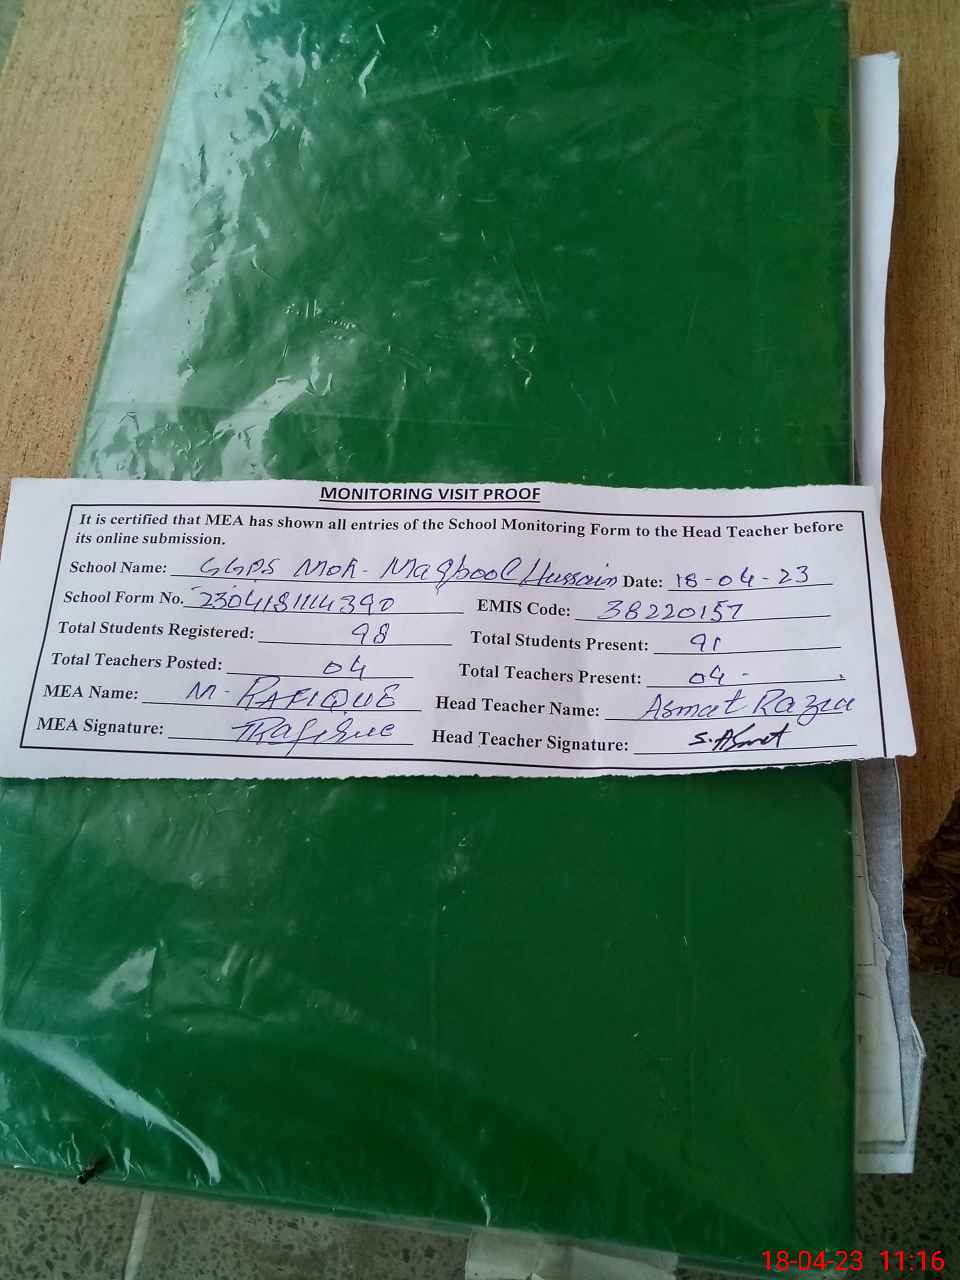 MONITORING VISIT PROOF
It is certified that MEA has shown all entries of the School Monitoring Form to the Head Teacher before
its online submission.
School Name: GGPS Moh. Maqbool Hussain Date: 18-04-23
School Form No. 2304181114390 EMIS Code: 38220157
Total Students Registered: 98 Total Students Present: 91
Total Teachers Posted: 04 Total Teachers Present: 04 -
MEA Name: M. RAFIQUE Head Teacher Name: Asmat Razia
MEA Signature: Rafique Head Teacher Signature: S. Asmat
18-04-23 11:16